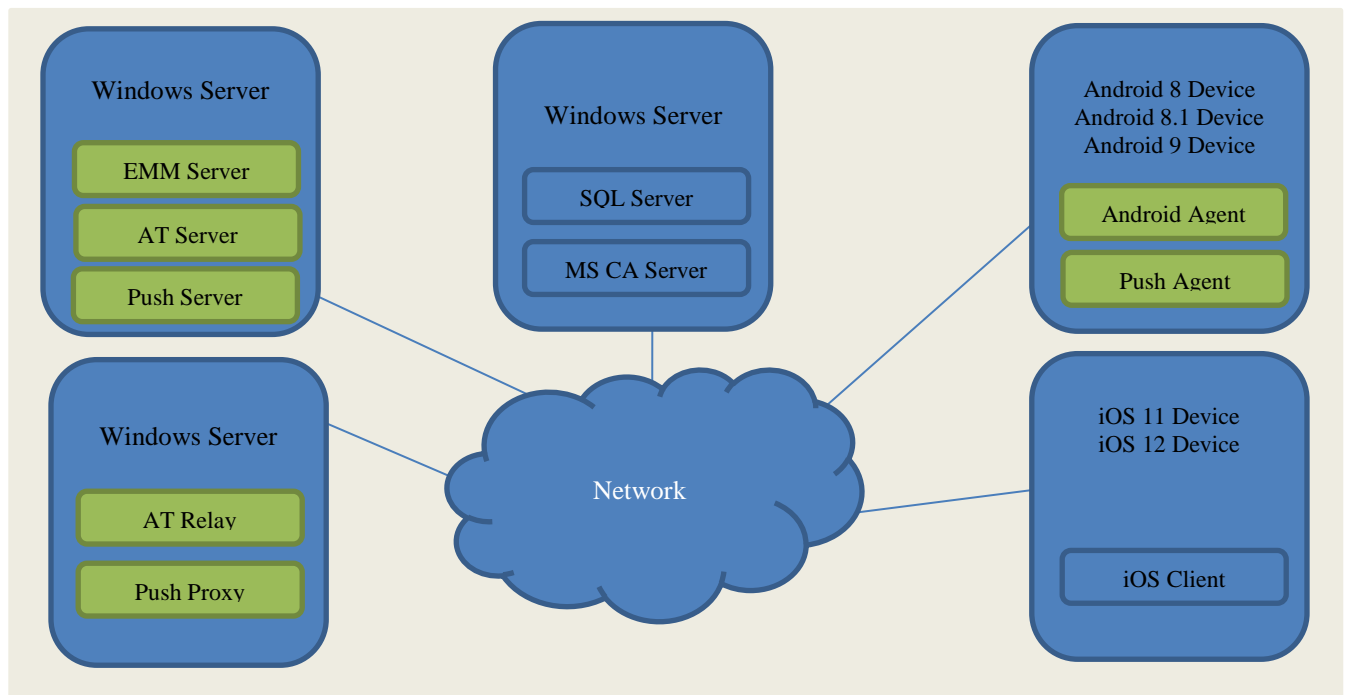 Windows Server
EMM Server
AT Server
Push Server
Windows Server
AT Relay
Push Proxy
Windows Server
SQL Server
MS CA Server
Network
Android 8 Device
Android 8.1 Device
Android 9 Device
Android Agent
Push Agent
iOS 11 Device
iOS 12 Device
iOS Client